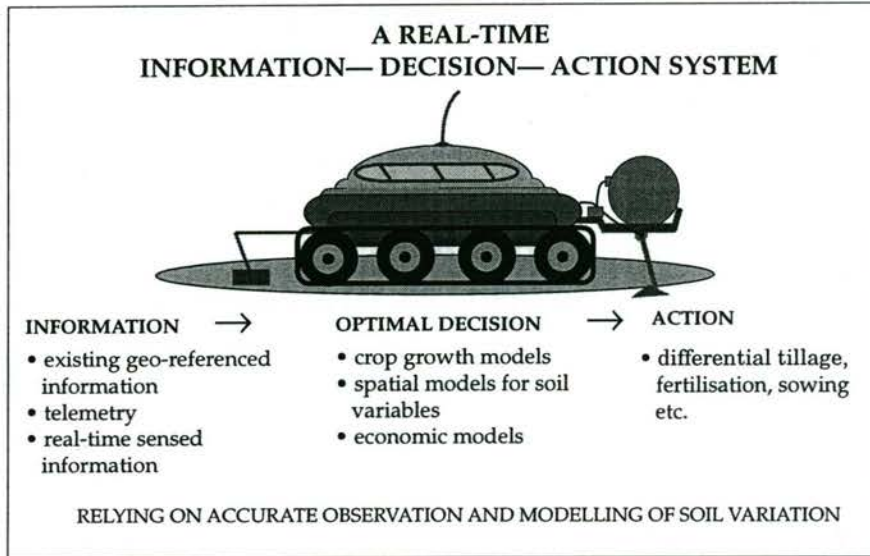 A REAL-TIME
INFORMATION— DECISION— ACTION SYSTEM
INFORMATION →
• existing geo-referenced
information
• telemetry
• real-time sensed
information
OPTIMAL DECISION →
• crop growth models
• spatial models for soil
variables
• economic models
ACTION
• differential tillage,
fertilisation, sowing
etc.
RELYING ON ACCURATE OBSERVATION AND MODELLING OF SOIL VARIATION